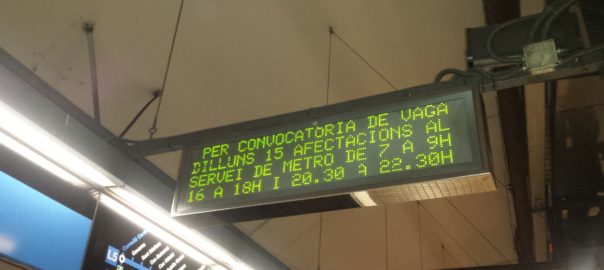 PER CONVOCATORIA DE VAGA
DILLUNS 15 AFECTACIONS AL
SERVEI DE METRO DE 7 A 9H
16 A 18H I 20.30 A 22.30H
L5